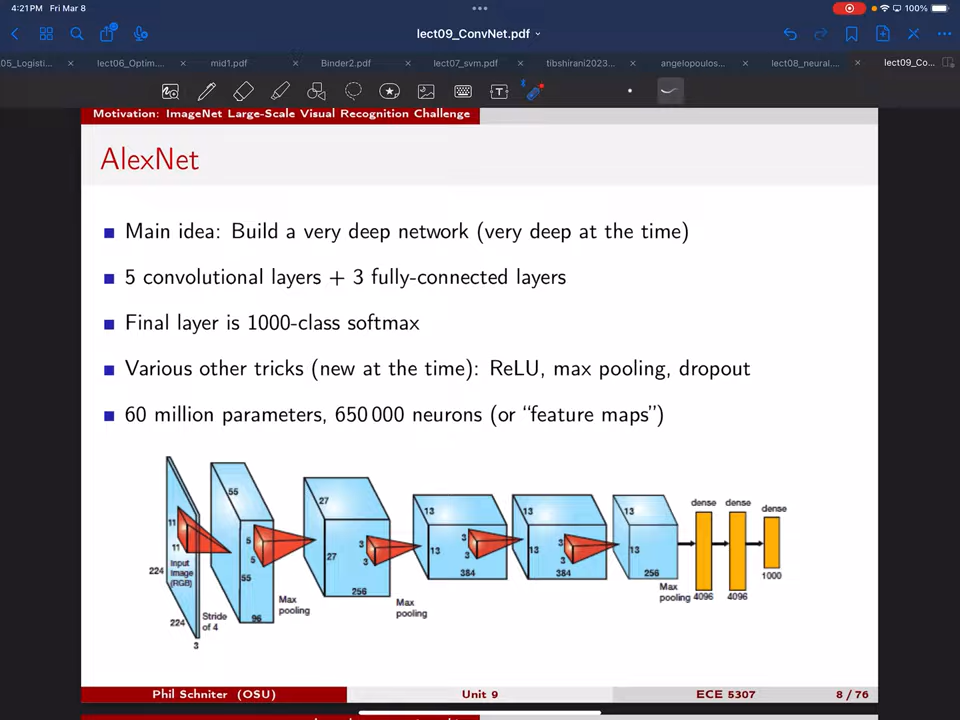 4:21PM Fri Mar 8
100%
lect09_ConvNet.pdf
05_Logisti...
lect06_Optim...
mid1.pdf
Binder2.pdf
lect07_svm.pdf
tibshirani2023...
angelopoulos...
lect08_neural...
lect09_Co...
Motivation: ImageNet Large-Scale Visual Recognition Challenge
AlexNet
Main idea: Build a very deep network (very deep at the time)
5 convolutional layers + 3 fully-connected layers
Final layer is 1000-class softmax
Various other tricks (new at the time): ReLU, max pooling, dropout
60 million parameters, 650 000 neurons (or “feature maps”)
11
11
Input
Image
(RGB)
224
224
3
Stride
of 4
55
5
5
55
96
Max
pooling
27
27
3
3
256
Max
pooling
13
13
3
3
384
13
13
3
3
384
13
13
256
Max
pooling
dense
4096
dense
4096
dense
1000
Phil Schniter (OSU)
Unit 9
ECE 5307
8 / 76